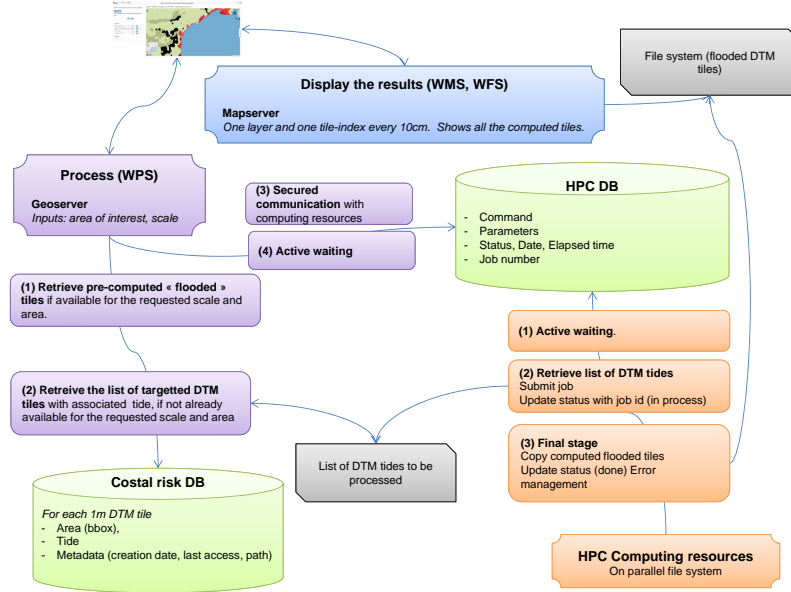 File system (flooded DTM
tiles)
Display the results (WMS, WFS)
Mapserver
One layer and one tile-index every 10cm.  Shows all the computed tiles.
Process (WPS)
Geoserver
Inputs: area of interest, scale
(3) Secured
communication with
computing resources
(4) Active waiting
HPC DB
- Command
- Parameters
- Status, Date, Elapsed time
- Job number
(1) Retrieve pre-computed « flooded »
tiles if available for the requested scale and
area.
(1) Active waiting.
(2) Retreive the list of targetted DTM
tiles with associated  tide, if not already
available for the requested scale and area
(2) Retrieve list of DTM tides
Submit job
Update status with job id (in process)
(3) Final stage
Copy computed flooded tiles
Update status (done) Error
management
List of DTM tides to be
processed
Costal risk DB
For each 1m DTM tile
- Area (bbox),
- Tide
- Metadata (creation date, last access, path)
HPC Computing resources
On parallel file system